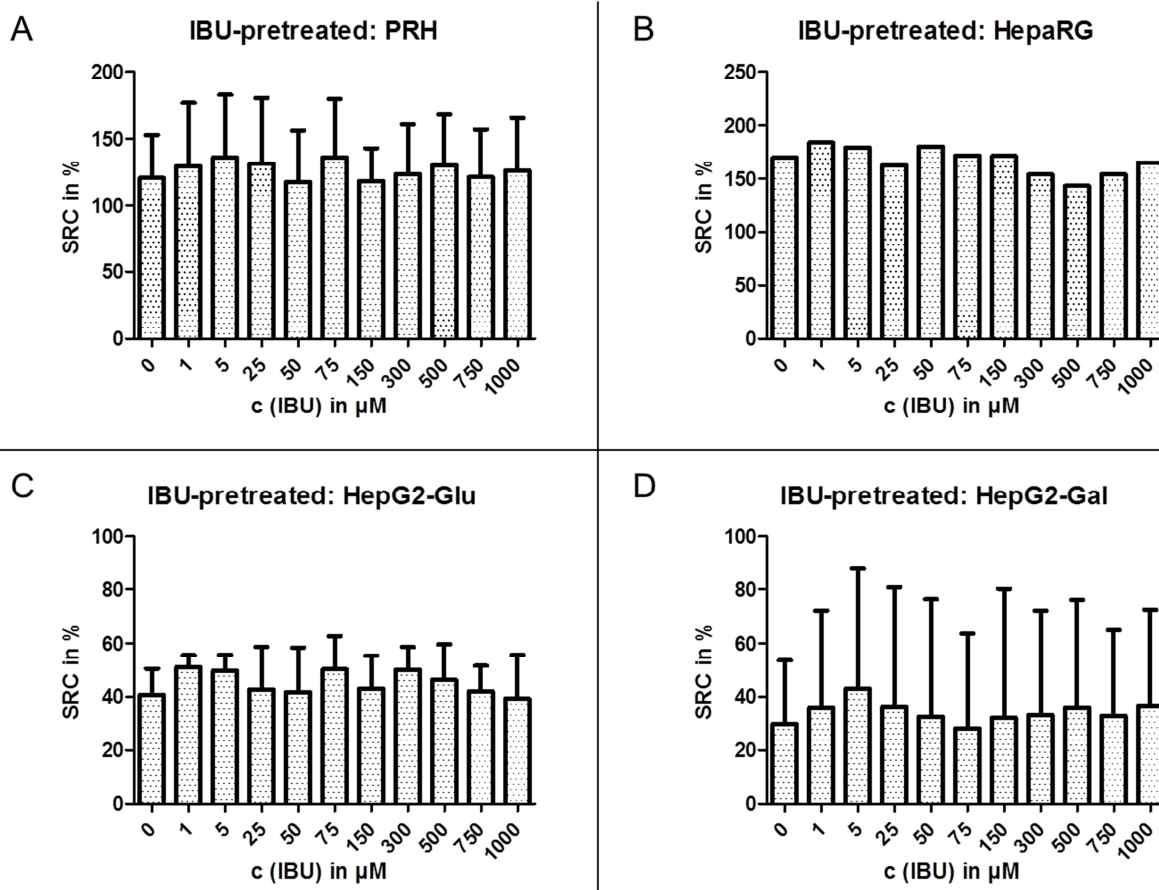 A
IBU-pretreated: PRH
200
150
100
50
0
SRC in %
0 1 5 25 50 75 150 300 500 750 1000
c (IBU) in µM
B
IBU-pretreated: HepaRG
250
200
150
100
50
0
SRC in %
0 1 5 25 50 75 150 300 500 750 1000
c (IBU) in µM
C
IBU-pretreated: HepG2-Glu
100
80
60
40
20
0
SRC in %
0 1 5 25 50 75 150 300 500 750 1000
c (IBU) in µM
D
IBU-pretreated: HepG2-Gal
100
80
60
40
20
0
SRC in %
0 1 5 25 50 75 150 300 500 750 1000
c (IBU) in µM